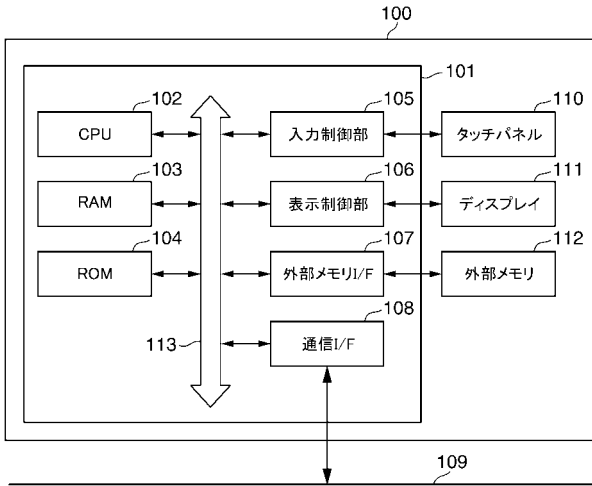 100
101
102
CPU
103
RAM
104
ROM
113
105
入力制御部
106
表示制御部
107
外部メモリI/F
108
通信I/F
110
タッチパネル
111
ディスプレイ
112
外部メモリ
109